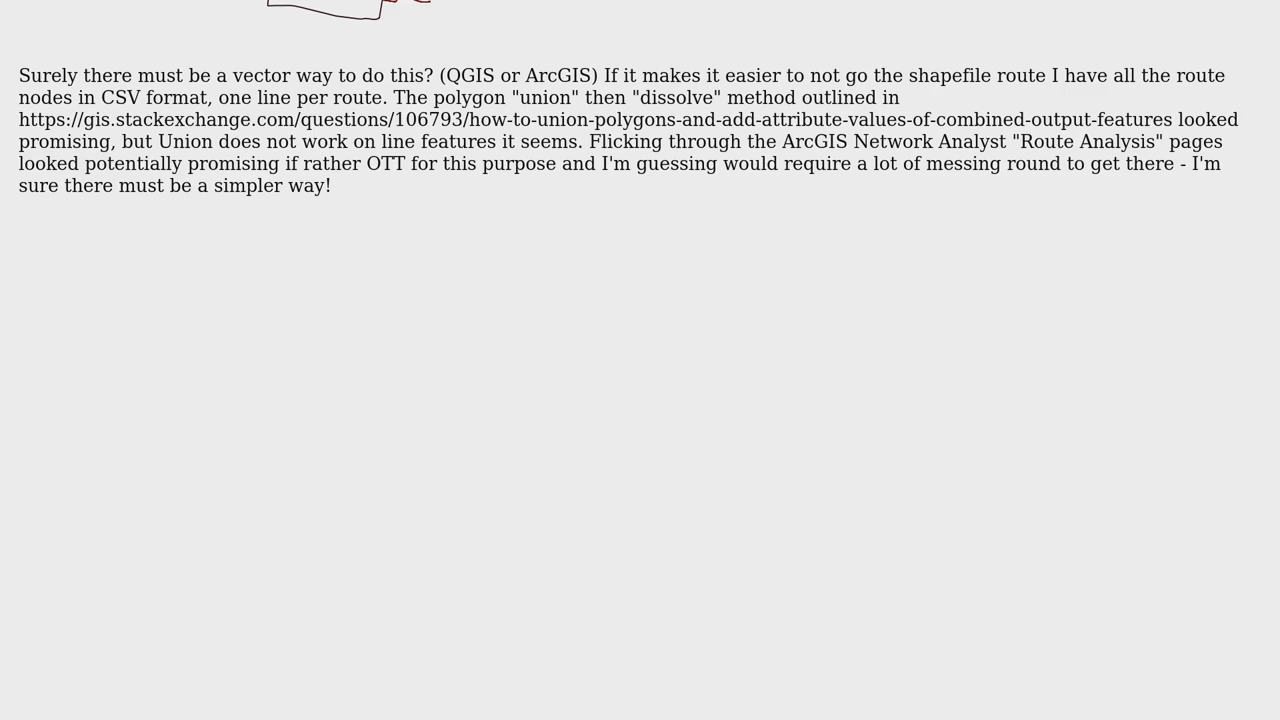 Surely there must be a vector way to do this? (QGIS or ArcGIS) If it makes it easier to not go the shapefile route I have all the route
nodes in CSV format, one line per route. The polygon "union" then "dissolve" method outlined in
https://gis.stackexchange.com/questions/106793/how-to-union-polygons-and-add-attribute-values-of-combined-output-features looked
promising, but Union does not work on line features it seems. Flicking through the ArcGIS Network Analyst "Route Analysis" pages
looked potentially promising if rather OTT for this purpose and I'm guessing would require a lot of messing round to get there - I'm
sure there must be a simpler way!